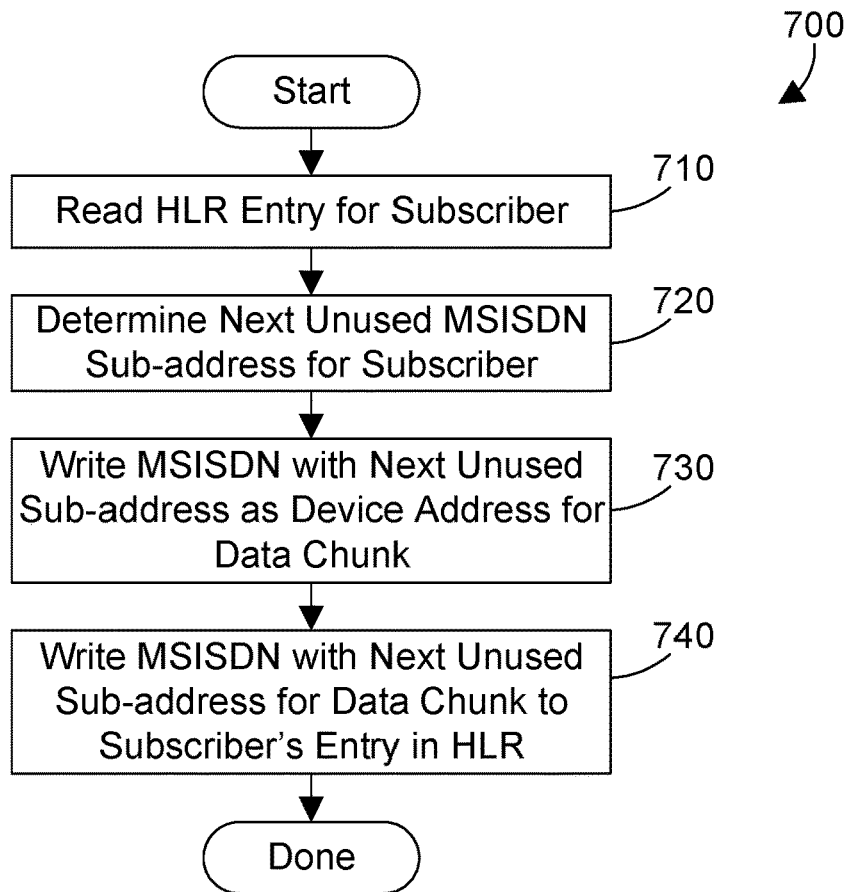 700
Start
710
Read HLR Entry for Subscriber
720
Determine Next Unused MSISDN
Sub-address for Subscriber
730
Write MSISDN with Next Unused
Sub-address as Device Address for
Data Chunk
740
Write MSISDN with Next Unused
Sub-address for Data Chunk to
Subscriber's Entry in HLR
Done